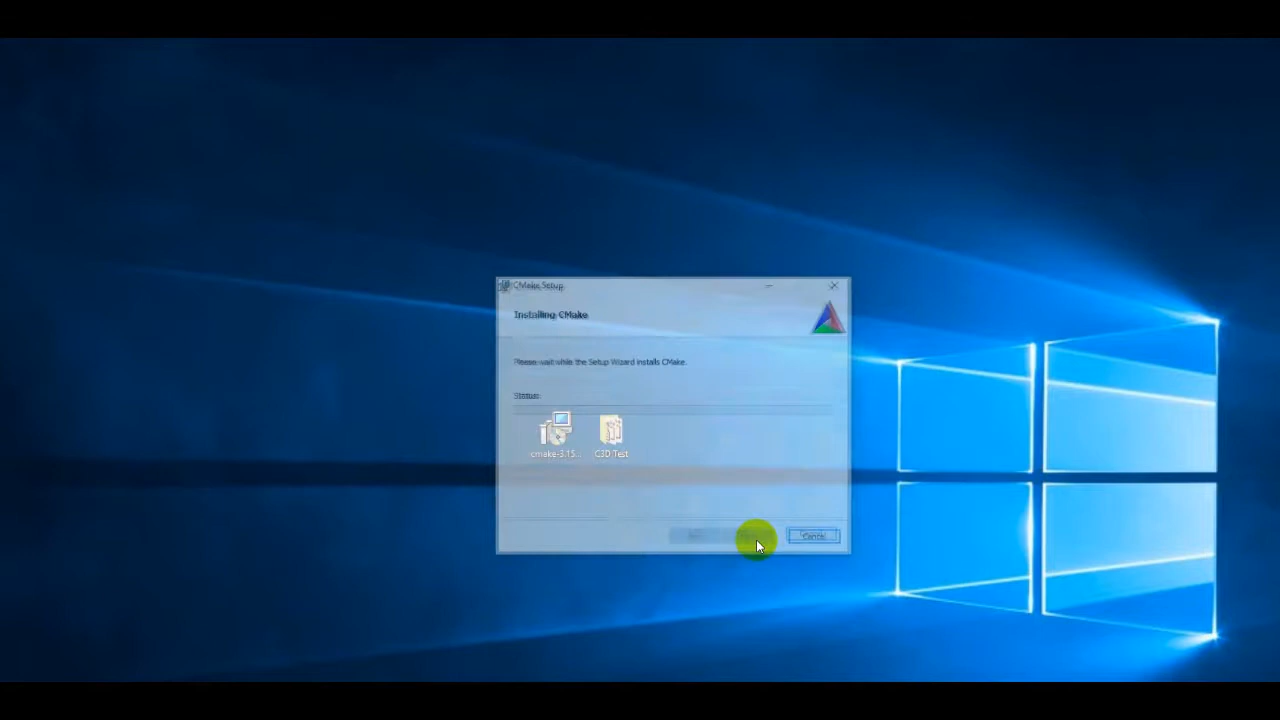 CMake Setup
Installing CMake
Please wait while the Setup Wizard installs CMake.
Status:
cmake-3.15...
C3D Test
Cancel